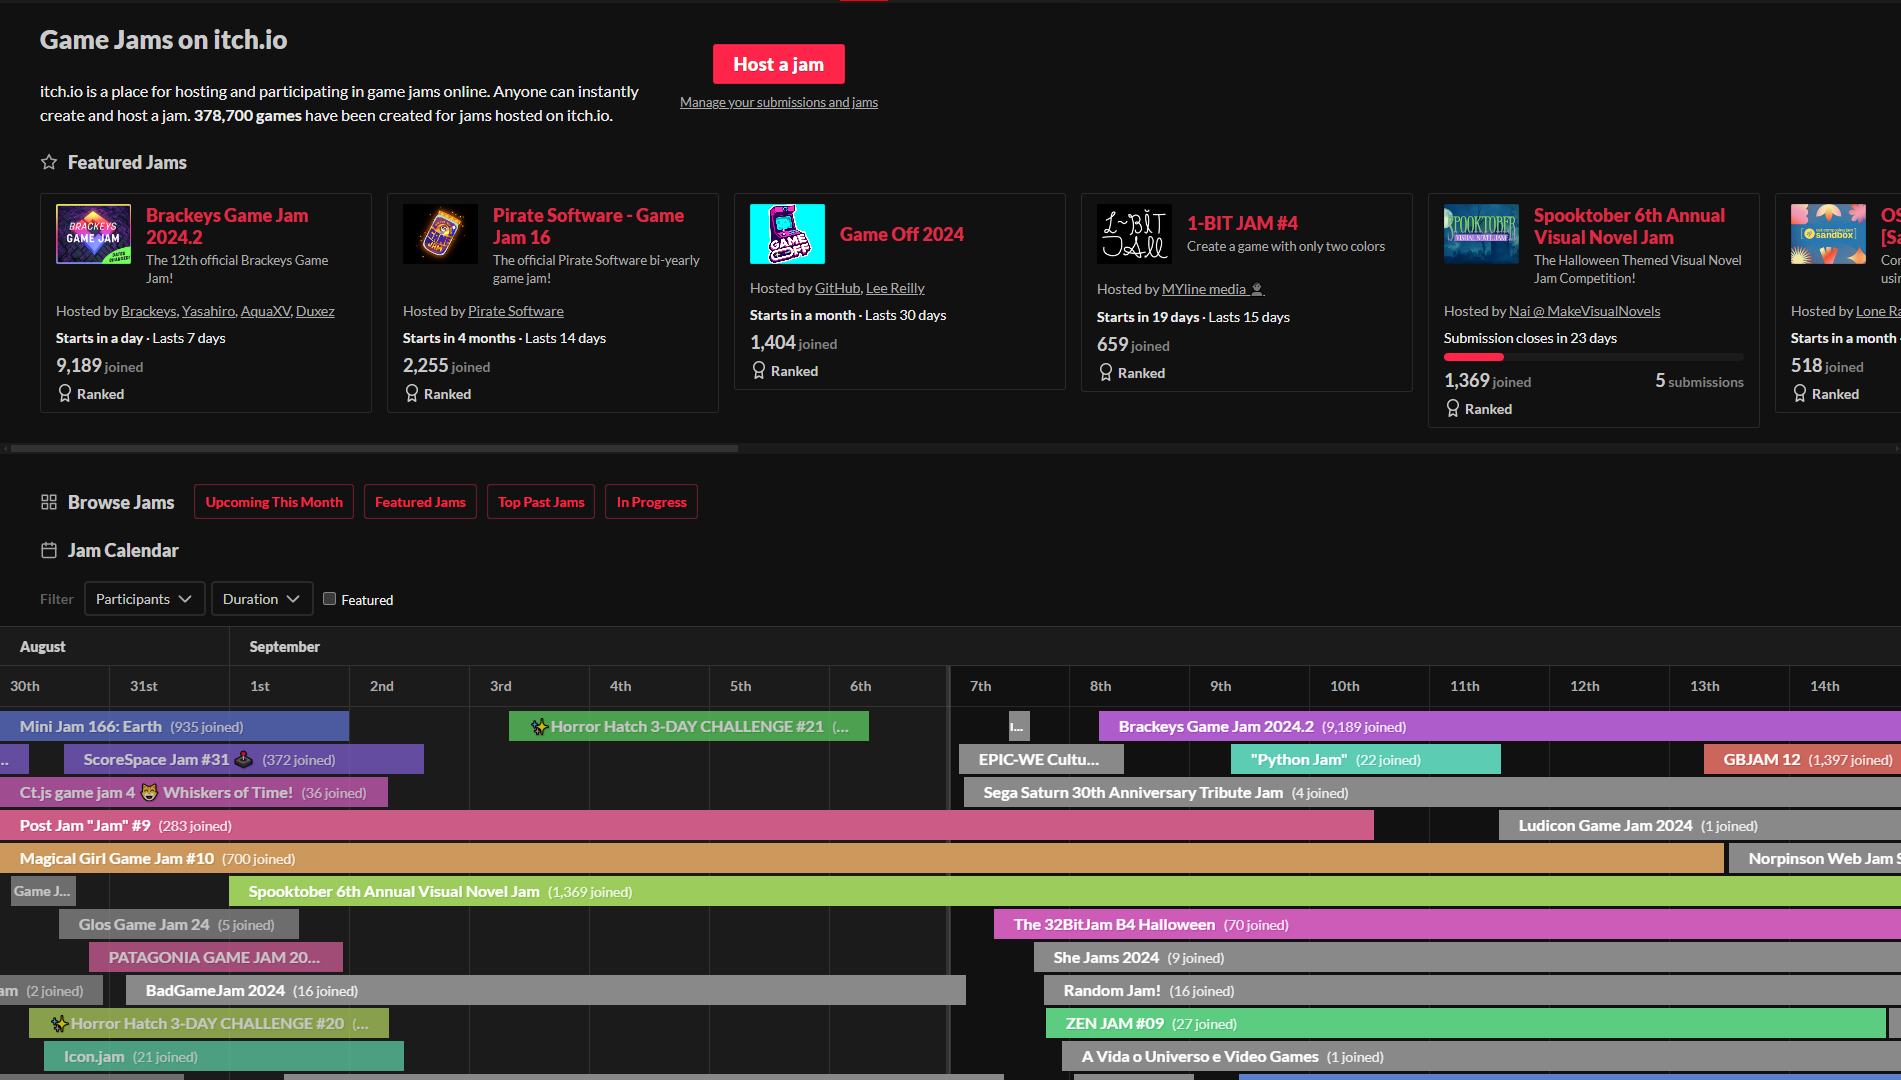 Game Jams on itch.io
Host a jam
itch.io is a place for hosting and participating in game jams online. Anyone can instantly
create and host a jam. 378,700 games have been created for jams hosted on itch.io.
Manage your submissions and jams
Featured Jams
BRACKEYS
GAME JAM
Brackeys Game Jam
2024.2
The 12th official Brackeys Game
Jam!
Hosted by Brackeys, Yasahiro, AquaXV, Duxez
Starts in a day · Lasts 7 days
9,189 joined
Ranked
Pirate Software - Game
Jam 16
The official Pirate Software bi-yearly
game jam!
Hosted by Pirate Software
Starts in 4 months · Lasts 14 days
2,255 joined
Ranked
GAME
OFF
Game Off 2024
Hosted by GitHub, Lee Reilly
Starts in a month · Lasts 30 days
1,404 joined
Ranked
1-BIT
JAM
1-BIT JAM #4
Create a game with only two colors
Hosted by MYline media
Starts in 19 days · Lasts 15 days
659 joined
Ranked
SPOOKTOBER
VISUAL NOVEL JAM
Spooktober 6th Annual
Visual Novel Jam
The Halloween Themed Visual Novel
Jam Competition!
Hosted by Nai @ MakeVisualNovels
Submission closes in 23 days
1,369 joined
5 submissions
Ranked
sandbox
OS
[Sa
Con
usin
Hosted by Lone Ra
Starts in a month ·
518 joined
Ranked
Browse Jams
Upcoming This Month
Featured Jams
Top Past Jams
In Progress
Jam Calendar
Filter
Participants
Duration
Featured
August
September
30th
31st
1st
2nd
3rd
4th
5th
6th
7th
8th
9th
10th
11th
12th
13th
14th
Mini Jam 166: Earth (935 joined)
✨Horror Hatch 3-DAY CHALLENGE #21 (...
I...
Brackeys Game Jam 2024.2 (9,189 joined)
...
ScoreSpace Jam #31 🕹️ (372 joined)
EPIC-WE Cultu...
"Python Jam" (22 joined)
GBJAM 12 (1,397 joined)
Ct.js game jam 4 😺 Whiskers of Time! (36 joined)
Sega Saturn 30th Anniversary Tribute Jam (4 joined)
Post Jam "Jam" #9 (283 joined)
Ludicon Game Jam 2024 (1 joined)
Magical Girl Game Jam #10 (700 joined)
Norpinson Web Jam S
Game J...
Spooktober 6th Annual Visual Novel Jam (1,369 joined)
Glos Game Jam 24 (5 joined)
The 32BitJam B4 Halloween (70 joined)
PATAGONIA GAME JAM 20...
She Jams 2024 (9 joined)
am (2 joined)
BadGameJam 2024 (16 joined)
Random Jam! (16 joined)
✨Horror Hatch 3-DAY CHALLENGE #20 (...
ZEN JAM #09 (27 joined)
Icon.jam (21 joined)
A Vida o Universo e Video Games (1 joined)